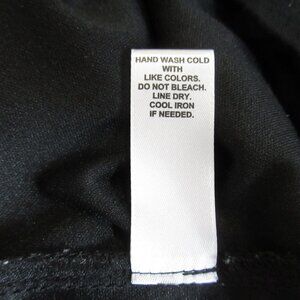 HAND WASH COLD
WITH
LIKE COLORS.
DO NOT BLEACH.
LINE DRY.
COOL IRON
IF NEEDED.